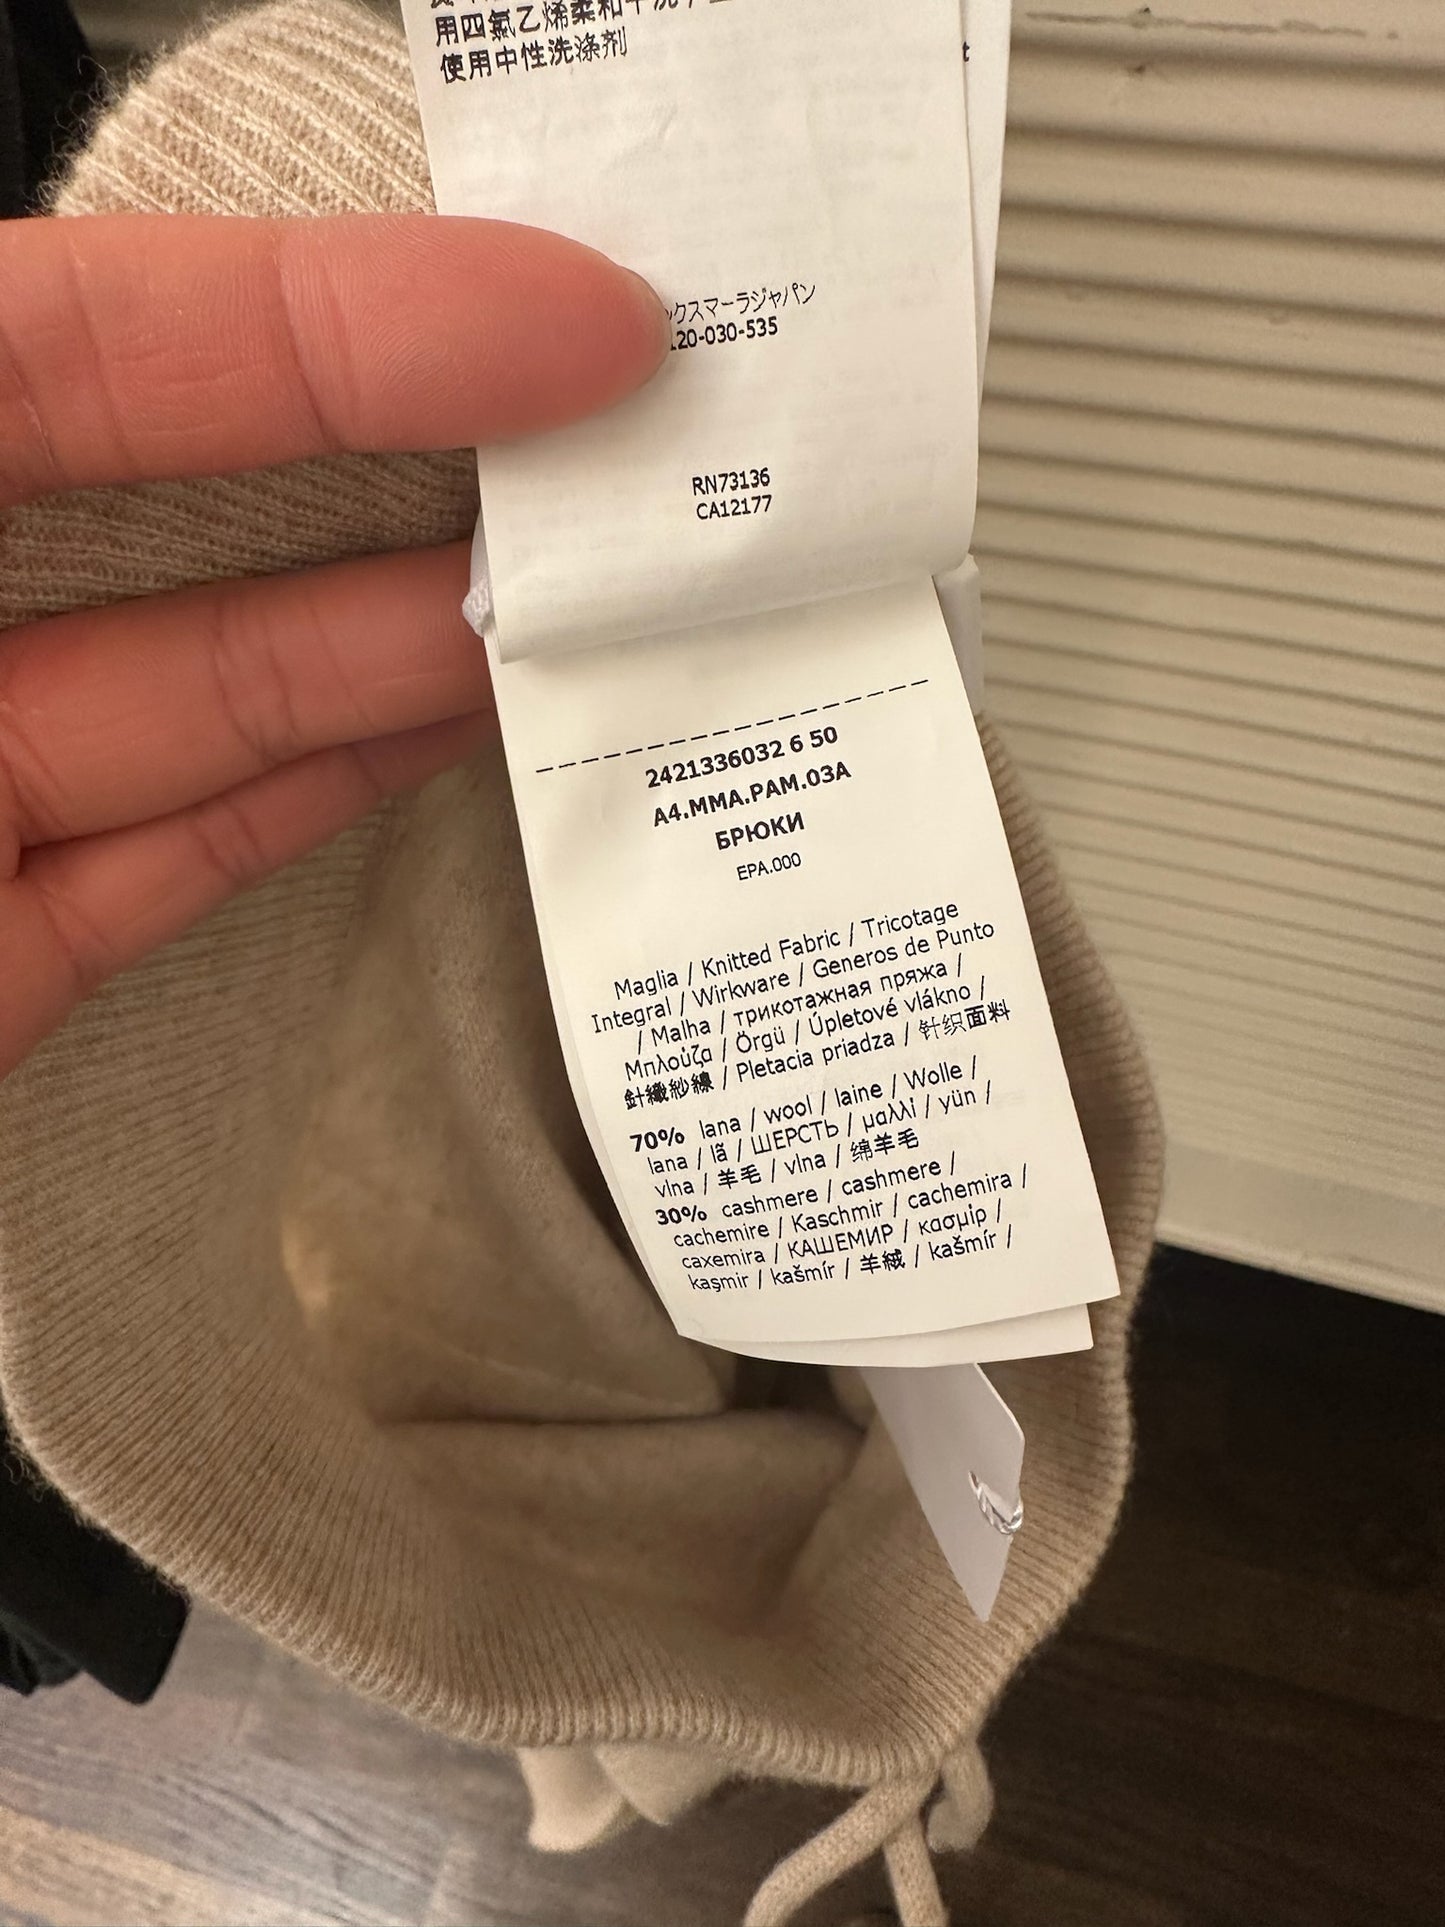 用四氯乙烯柔和干洗
使用中性洗涤剂
t
ックスマーラジャパン
120-030-535
RN73136
CA12177
2421336032 6 50
A4.MMA.PAM.03A
БРЮКИ
EPA.000
Maglia / Knitted Fabric / Tricotage
Integral / Wirkware / Generos de Punto
/ Malha / трикотажная пряжа /
Μπλούζα / Örgü / Úpletové vlákno /
針織紗線 / Pletacia priadza / 针织面料
70% lana / wool / laine / Wolle /
lana / lã / ШЕРСТЬ / μαλλί / yün /
vlna / 羊毛 / vlna / 绵羊毛
30% cashmere / cashmere /
cachemire / Kaschmir / cachemira /
caxemira / КАШЕМИР / κασμίρ /
kaşmir / kašmír / 羊絨 / kašmír /